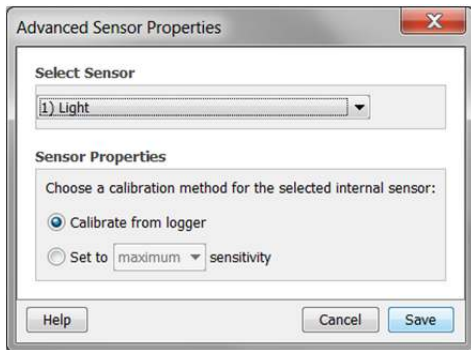 Advanced Sensor Properties
Select Sensor
1) Light
Sensor Properties
Choose a calibration method for the selected internal sensor:
Calibrate from logger
Set to maximum sensitivity
Help Cancel Save